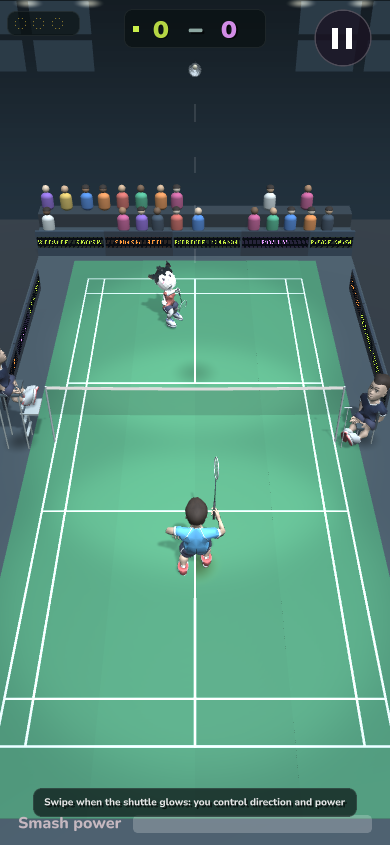 0 – 0
Swipe when the shuttle glows: you control direction and power
Smash power